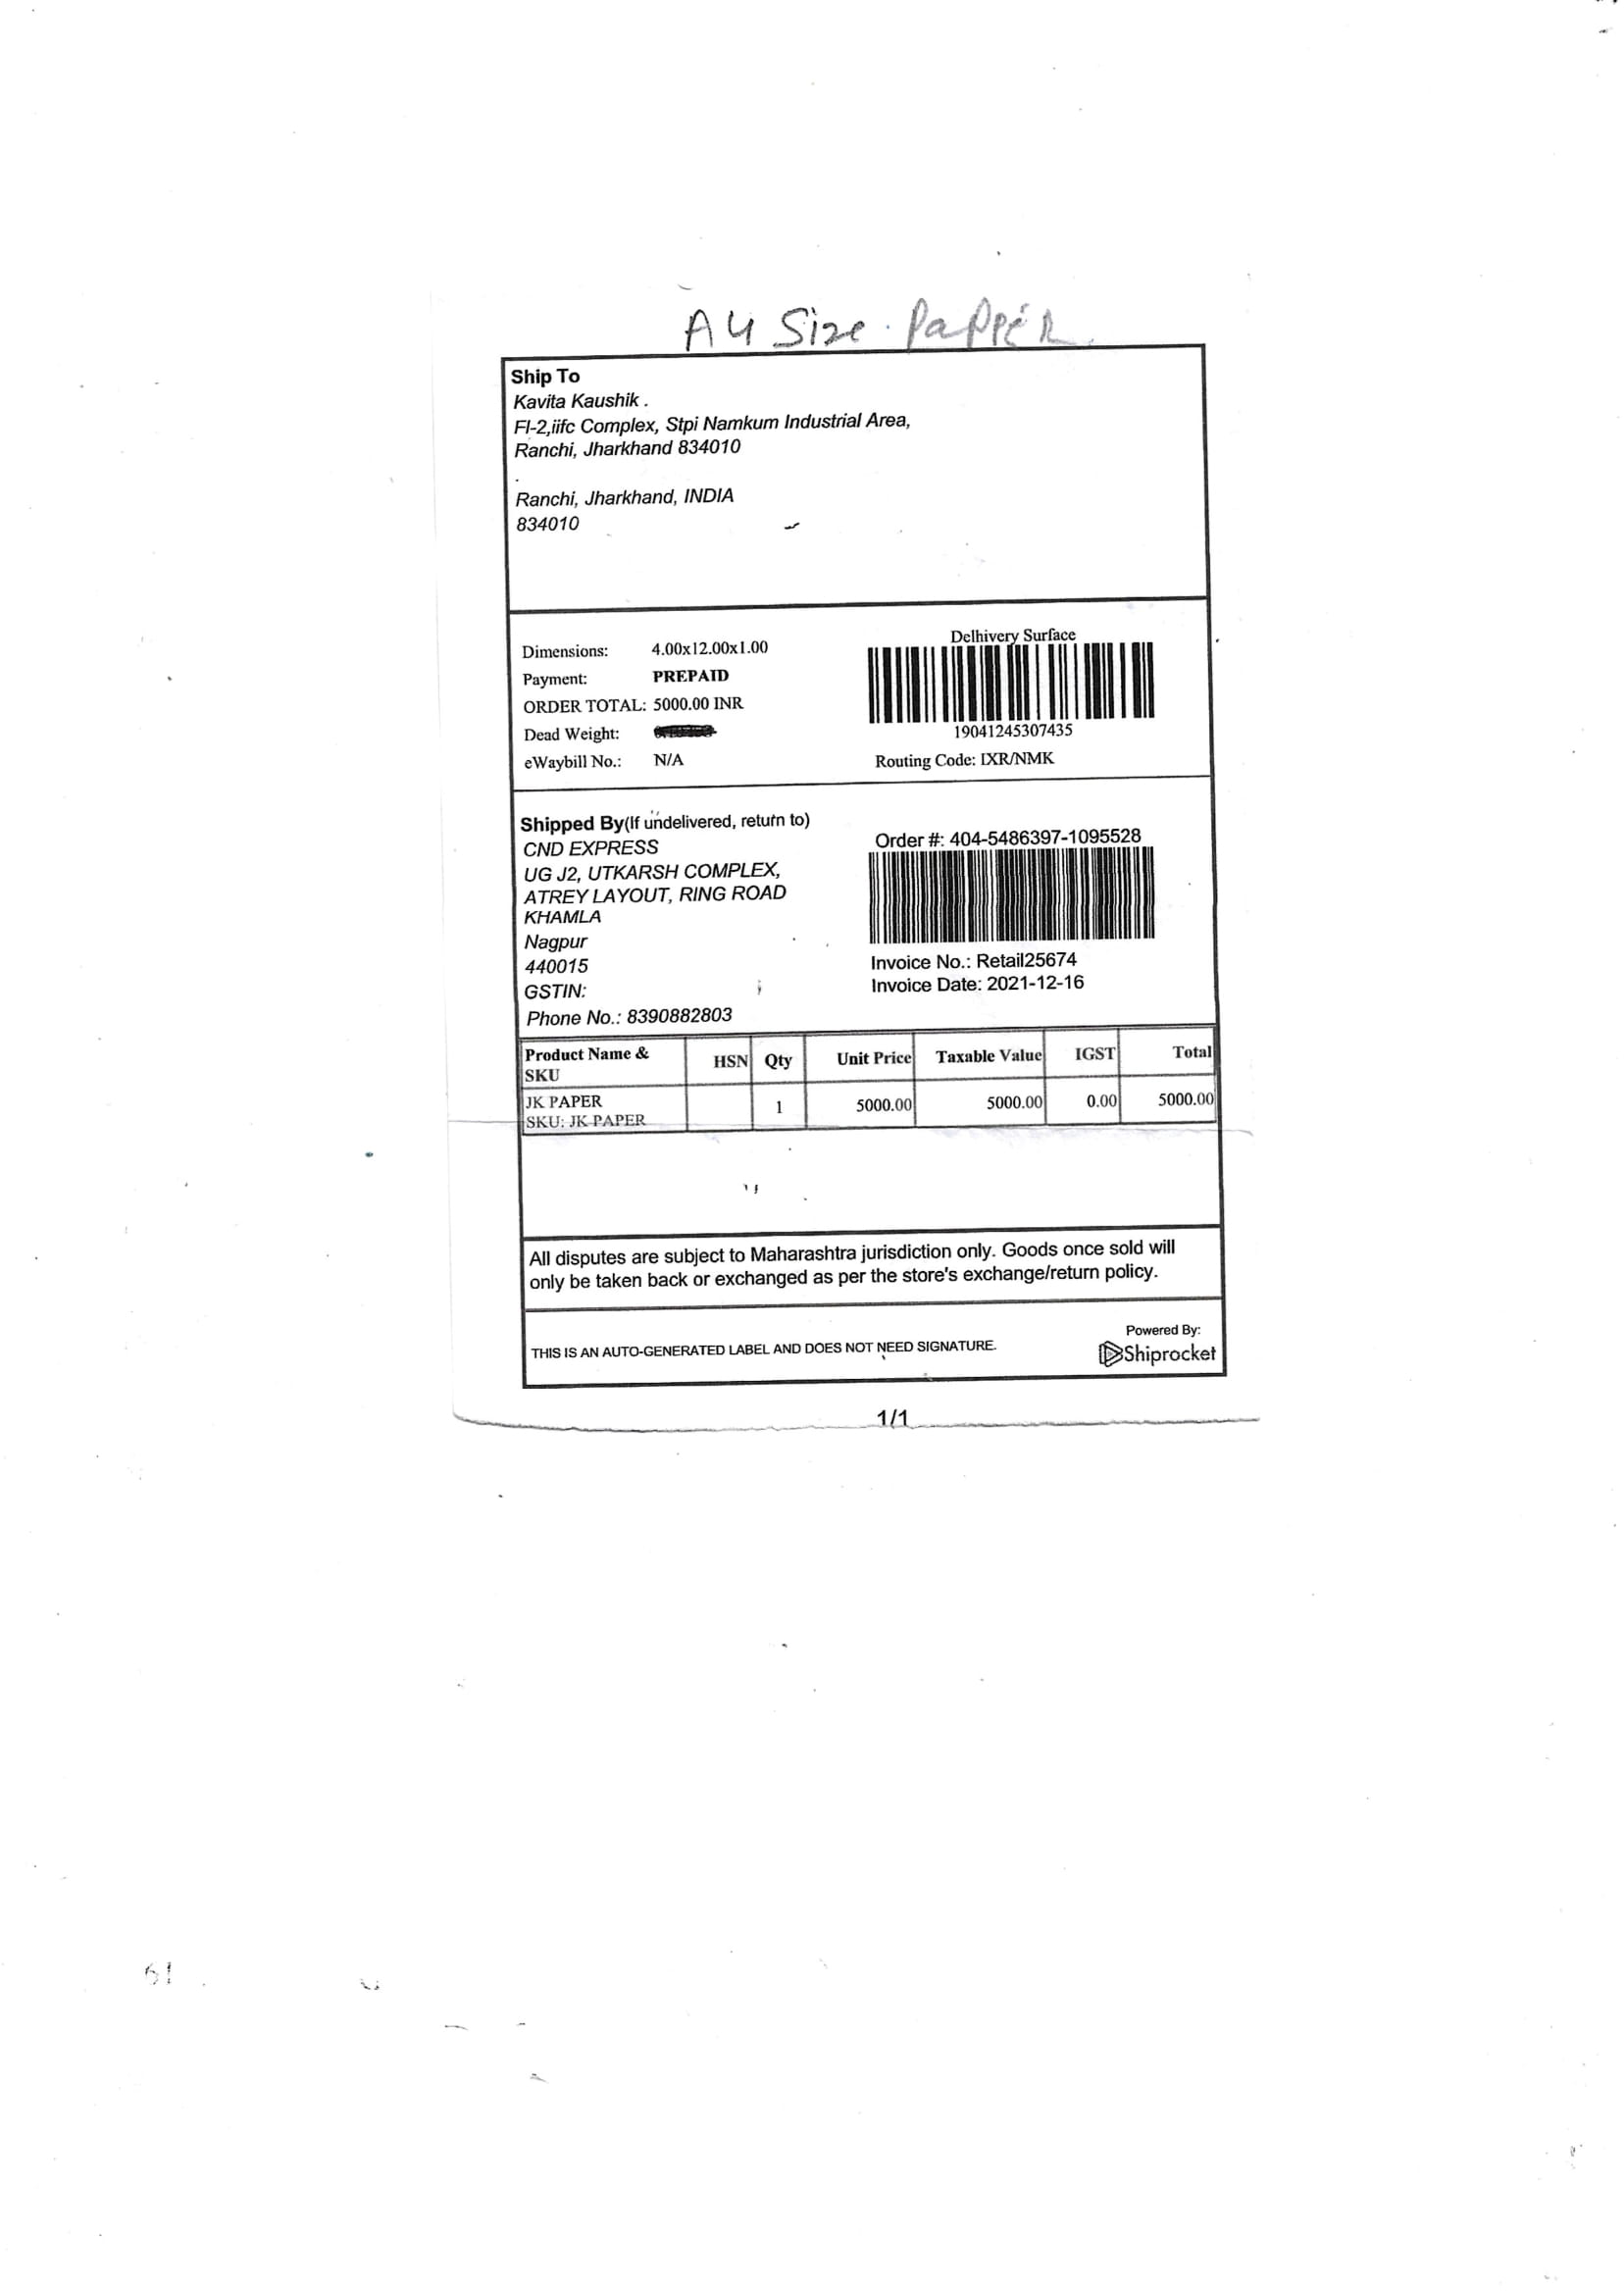 A4 Size PaPPER
Ship To
Kavita Kaushik .
Fl-2,iifc Complex, Stpi Namkum Industrial Area,
Ranchi, Jharkhand 834010
.
Ranchi, Jharkhand, INDIA
834010
Dimensions: 4.00x12.00x1.00
Payment: PREPAID
ORDER TOTAL: 5000.00 INR
Dead Weight:
eWaybill No.: N/A
Delhivery Surface
19041245307435
Routing Code: IXR/NMK
Shipped By(If undelivered, return to)
CND EXPRESS
UG J2, UTKARSH COMPLEX,
ATREY LAYOUT, RING ROAD
KHAMLA
Nagpur
440015
GSTIN:
Phone No.: 8390882803
Order #: 404-5486397-1095528
Invoice No.: Retail25674
Invoice Date: 2021-12-16
Product Name & SKU HSN Qty Unit Price Taxable Value IGST Total
JK PAPER 1 5000.00 5000.00 0.00 5000.00
SKU: JK PAPER
All disputes are subject to Maharashtra jurisdiction only. Goods once sold will
only be taken back or exchanged as per the store's exchange/return policy.
THIS IS AN AUTO-GENERATED LABEL AND DOES NOT NEED SIGNATURE.
Powered By:
Shiprocket
1/1